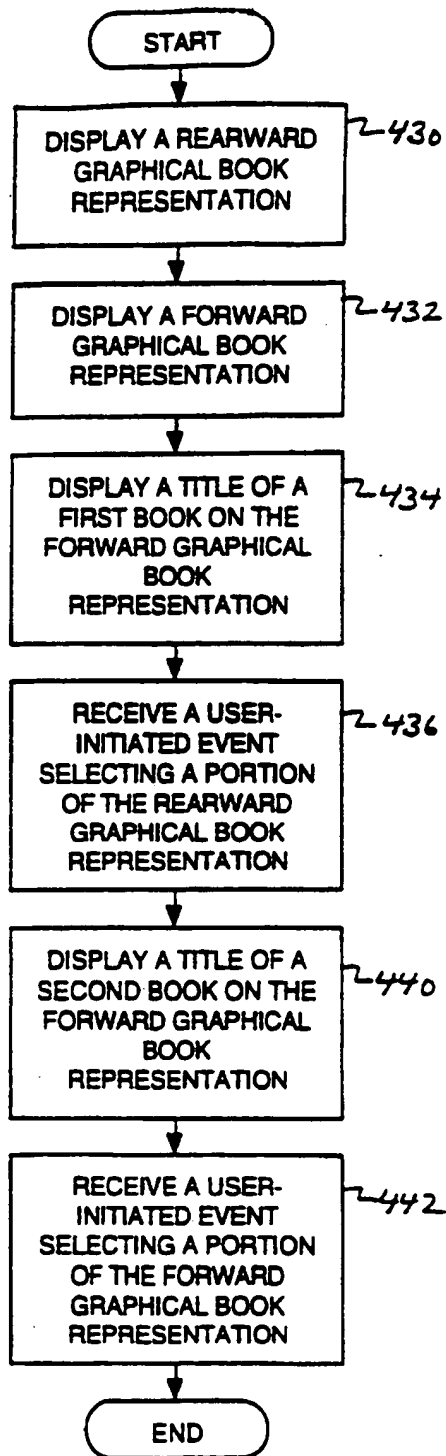 START
DISPLAY A REARWARD
GRAPHICAL BOOK
REPRESENTATION
430
DISPLAY A FORWARD
GRAPHICAL BOOK
REPRESENTATION
432
DISPLAY A TITLE OF A
FIRST BOOK ON THE
FORWARD GRAPHICAL
BOOK
REPRESENTATION
434
RECEIVE A USER-
INITIATED EVENT
SELECTING A PORTION
OF THE REARWARD
GRAPHICAL BOOK
REPRESENTATION
436
DISPLAY A TITLE OF A
SECOND BOOK ON THE
FORWARD GRAPHICAL
BOOK
REPRESENTATION
440
RECEIVE A USER-
INITIATED EVENT
SELECTING A PORTION
OF THE FORWARD
GRAPHICAL BOOK
REPRESENTATION
442
END